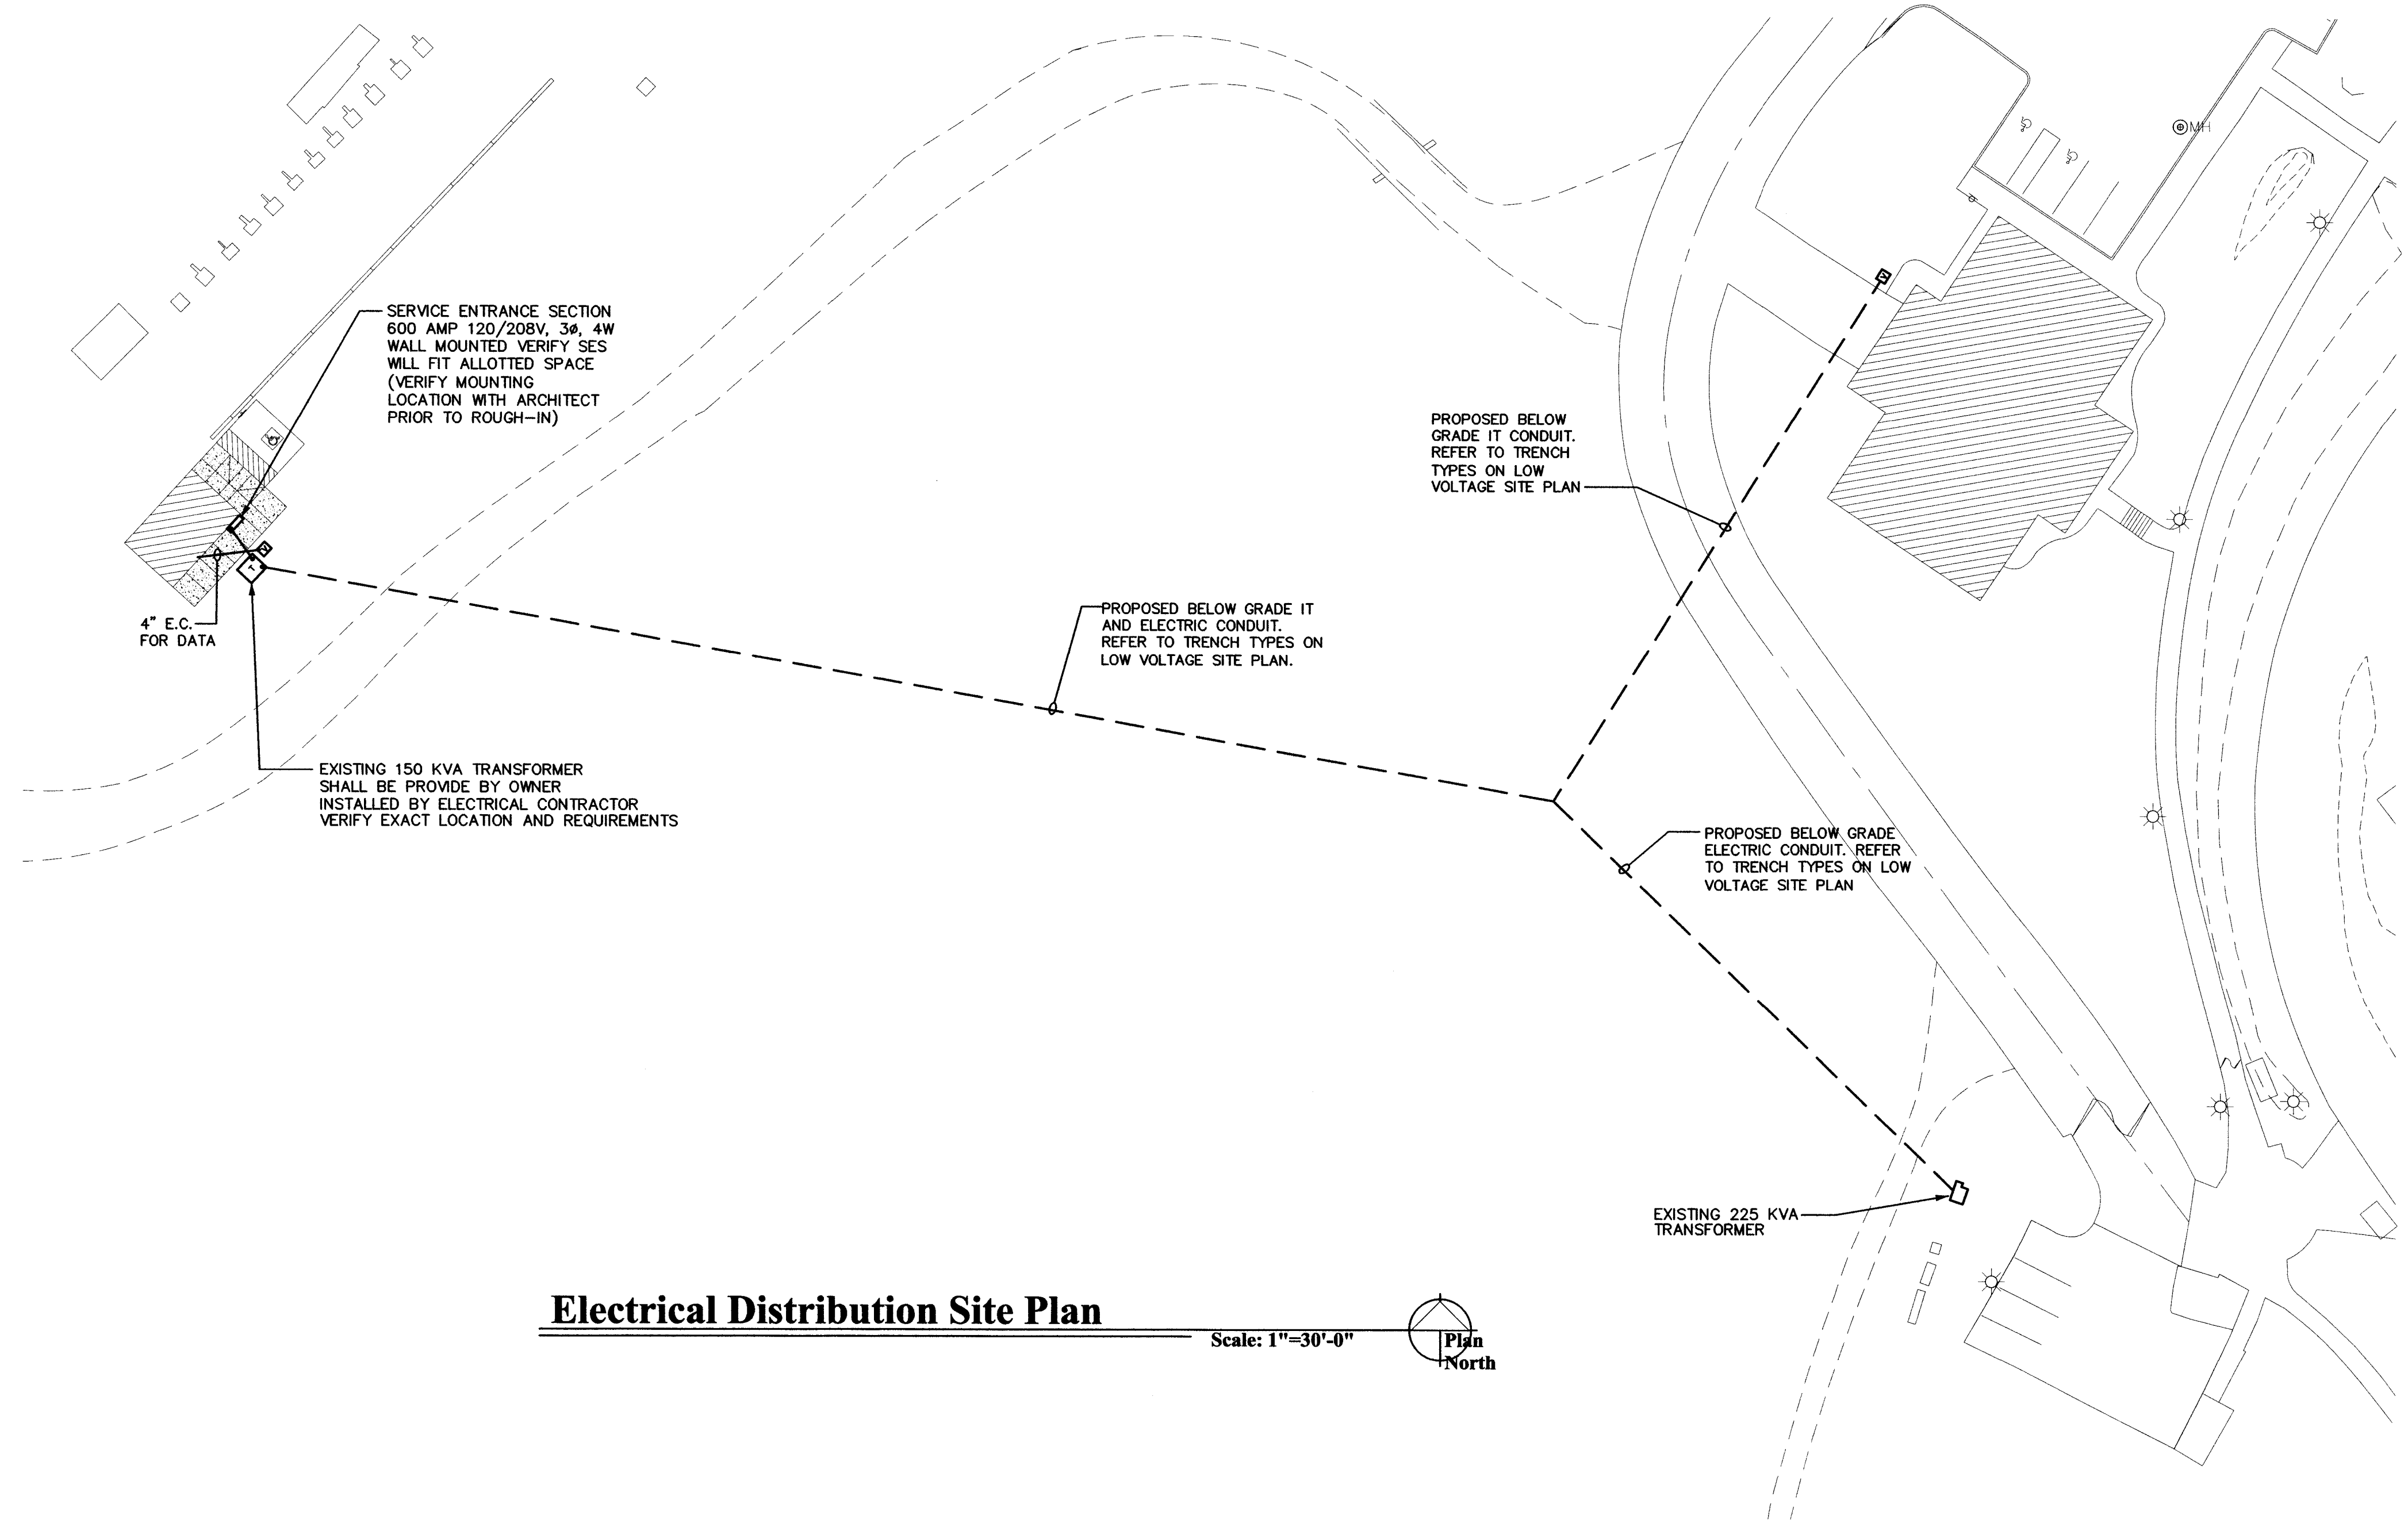 MH
SERVICE ENTRANCE SECTION
600 AMP 120/208V, 3ø, 4W
WALL MOUNTED VERIFY SES
WILL FIT ALLOTTED SPACE
(VERIFY MOUNTING
LOCATION WITH ARCHITECT
PRIOR TO ROUGH-IN)
V
PROPOSED BELOW
GRADE IT CONDUIT.
REFER TO TRENCH
TYPES ON LOW
VOLTAGE SITE PLAN
V
T
4" E.C.
FOR DATA
PROPOSED BELOW GRADE IT
AND ELECTRIC CONDUIT.
REFER TO TRENCH TYPES ON
LOW VOLTAGE SITE PLAN.
EXISTING 150 KVA TRANSFORMER
SHALL BE PROVIDE BY OWNER
INSTALLED BY ELECTRICAL CONTRACTOR
VERIFY EXACT LOCATION AND REQUIREMENTS
PROPOSED BELOW GRADE
ELECTRIC CONDUIT. REFER
TO TRENCH TYPES ON LOW
VOLTAGE SITE PLAN
EXISTING 225 KVA
TRANSFORMER
Electrical Distribution Site Plan
Scale: 1"=30'-0"
Plan
North